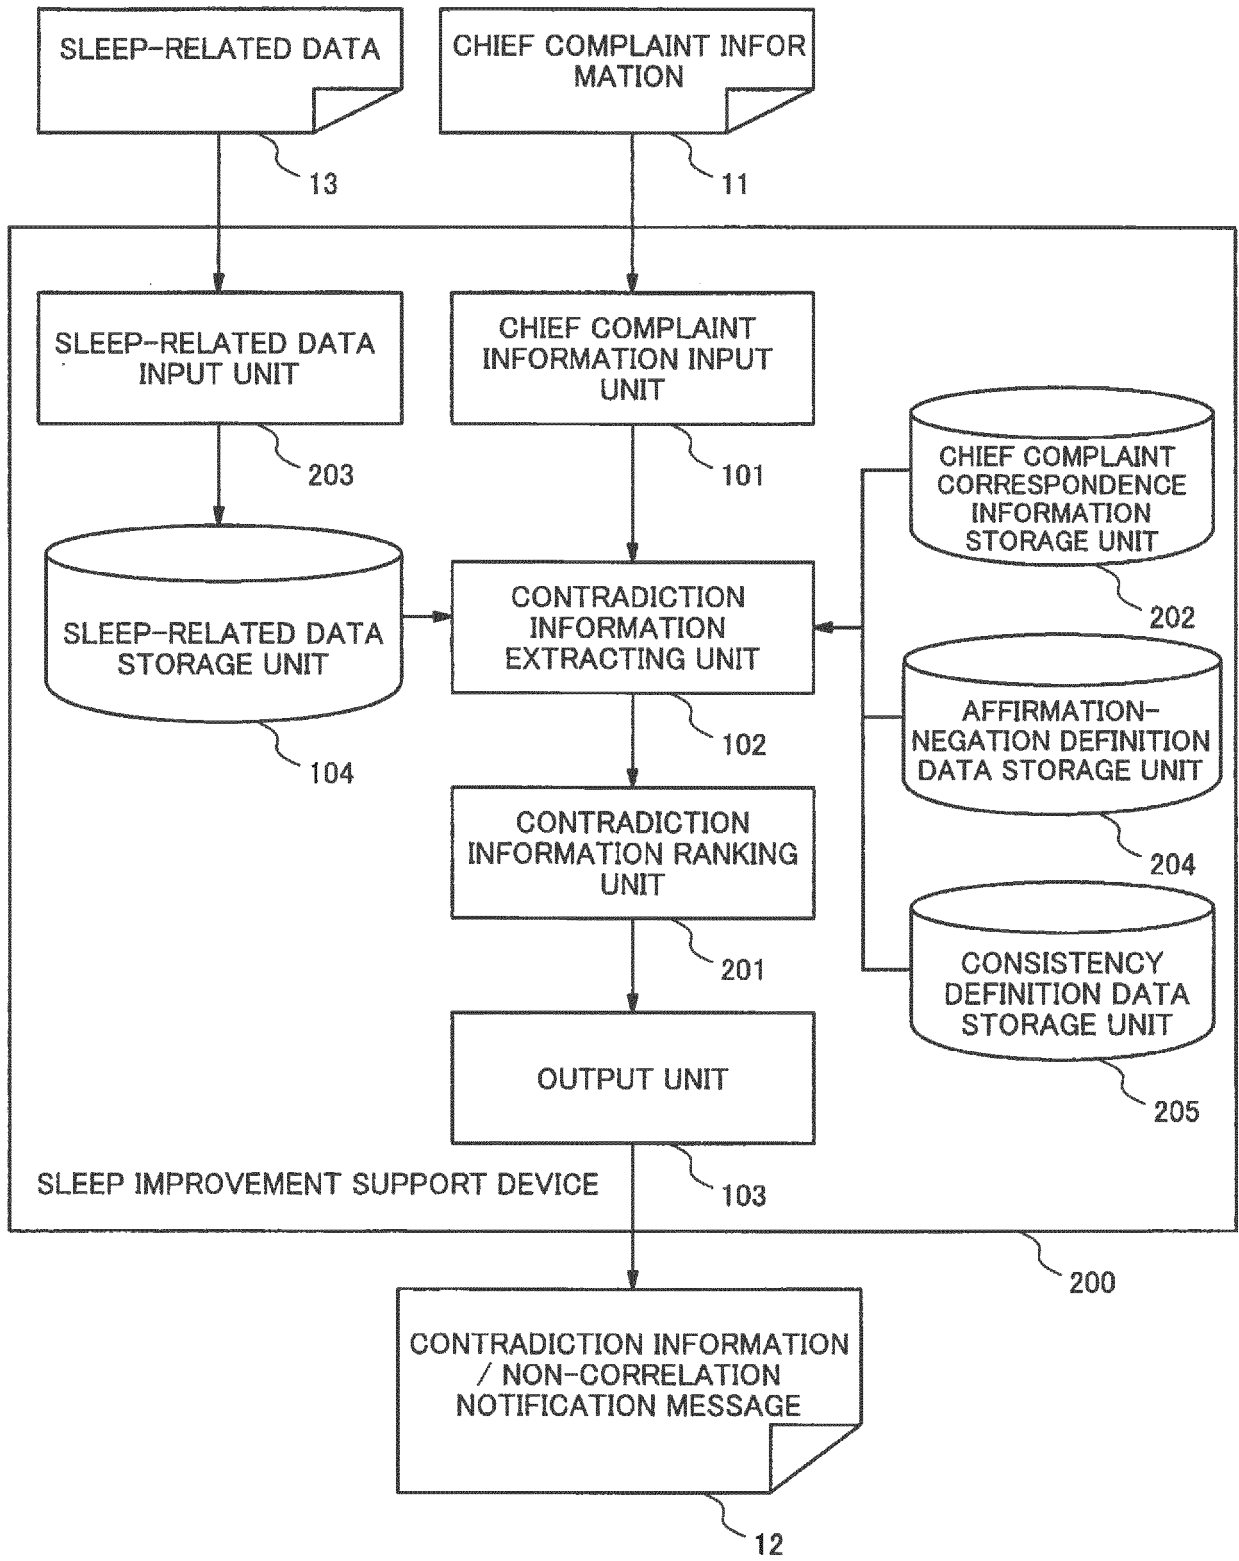 SLEEP-RELATED DATA
13
CHIEF COMPLAINT INFOR
MATION
11
SLEEP-RELATED DATA
INPUT UNIT
203
CHIEF COMPLAINT
INFORMATION INPUT
UNIT
101
CHIEF COMPLAINT
CORRESPONDENCE
INFORMATION
STORAGE UNIT
202
SLEEP-RELATED DATA
STORAGE UNIT
104
CONTRADICTION
INFORMATION
EXTRACTING UNIT
102
AFFIRMATION-
NEGATION DEFINITION
DATA STORAGE UNIT
204
CONTRADICTION
INFORMATION RANKING
UNIT
201
CONSISTENCY
DEFINITION DATA
STORAGE UNIT
205
OUTPUT UNIT
103
SLEEP IMPROVEMENT SUPPORT DEVICE
200
CONTRADICTION INFORMATION
/ NON-CORRELATION
NOTIFICATION MESSAGE
12